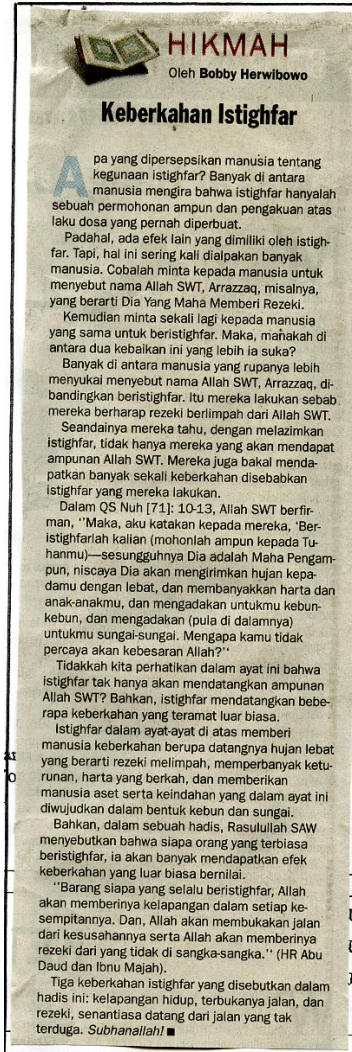 HIKMAH
Oleh Bobby Herwibowo
Keberkahan Istighfar
Apa yang dipersepsikan manusia tentang
kegunaan istighfar? Banyak di antara
manusia mengira bahwa istighfar hanyalah
sebuah permohonan ampun dan pengakuan atas
laku dosa yang pernah diperbuat.
Padahal, ada efek lain yang dimiliki oleh istigh-
far. Tapi, hal ini sering kali dialpakan banyak
manusia. Cobalah minta kepada manusia untuk
menyebut nama Allah SWT, Arrazzaq, misalnya,
yang berarti Dia Yang Maha Memberi Rezeki.
Kemudian minta sekali lagi kepada manusia
yang sama untuk beristighfar. Maka, manakah di
antara dua kebaikan ini yang lebih ia suka?
Banyak di antara manusia yang rupanya lebih
menyukai menyebut nama Allah SWT, Arrazzaq, di-
bandingkan beristighfar. Itu mereka lakukan sebab
mereka berharap rezeki berlimpah dari Allah SWT.
Seandainya mereka tahu, dengan melazimkan
istighfar, tidak hanya mereka yang akan mendapat
ampunan Allah SWT. Mereka juga bakal menda-
patkan banyak sekali keberkahan disebabkan
istighfar yang mereka lakukan.
Dalam QS Nuh [71]: 10-13, Allah SWT berfir-
man, ''Maka, aku katakan kepada mereka, 'Ber-
istighfarlah kalian (mohonlah ampun kepada Tu-
hanmu)—sesungguhnya Dia adalah Maha Pengam-
pun, niscaya Dia akan mengirimkan hujan kepa-
damu dengan lebat, dan membanyakkan harta dan
anak-anakmu, dan mengadakan untukmu kebun-
kebun, dan mengadakan (pula di dalamnya)
untukmu sungai-sungai. Mengapa kamu tidak
percaya akan kebesaran Allah?'''
Tidakkah kita perhatikan dalam ayat ini bahwa
istighfar tak hanya akan mendatangkan ampunan
Allah SWT? Bahkan, istighfar mendatangkan bebe-
rapa keberkahan yang teramat luar biasa.
Istighfar dalam ayat-ayat di atas memberi
manusia keberkahan berupa datangnya hujan lebat
yang berarti rezeki melimpah, memperbanyak ketu-
runan, harta yang berkah, dan memberikan
manusia aset serta keindahan yang dalam ayat ini
diwujudkan dalam bentuk kebun dan sungai.
Bahkan, dalam sebuah hadis, Rasulullah SAW
menyebutkan bahwa siapa orang yang terbiasa
beristighfar, ia akan banyak mendapatkan efek
keberkahan yang luar biasa bernilai.
''Barang siapa yang selalu beristighfar, Allah
akan memberinya kelapangan dalam setiap ke-
sempitannya. Dan, Allah akan membukakan jalan
dari kesusahannya serta Allah akan memberinya
rezeki dari yang tidak di sangka-sangka.'' (HR Abu
Daud dan Ibnu Majah).
Tiga keberkahan istighfar yang disebutkan dalam
hadis ini: kelapangan hidup, terbukanya jalan, dan
rezeki, senantiasa datang dari jalan yang tak
terduga. Subhanallah! ■